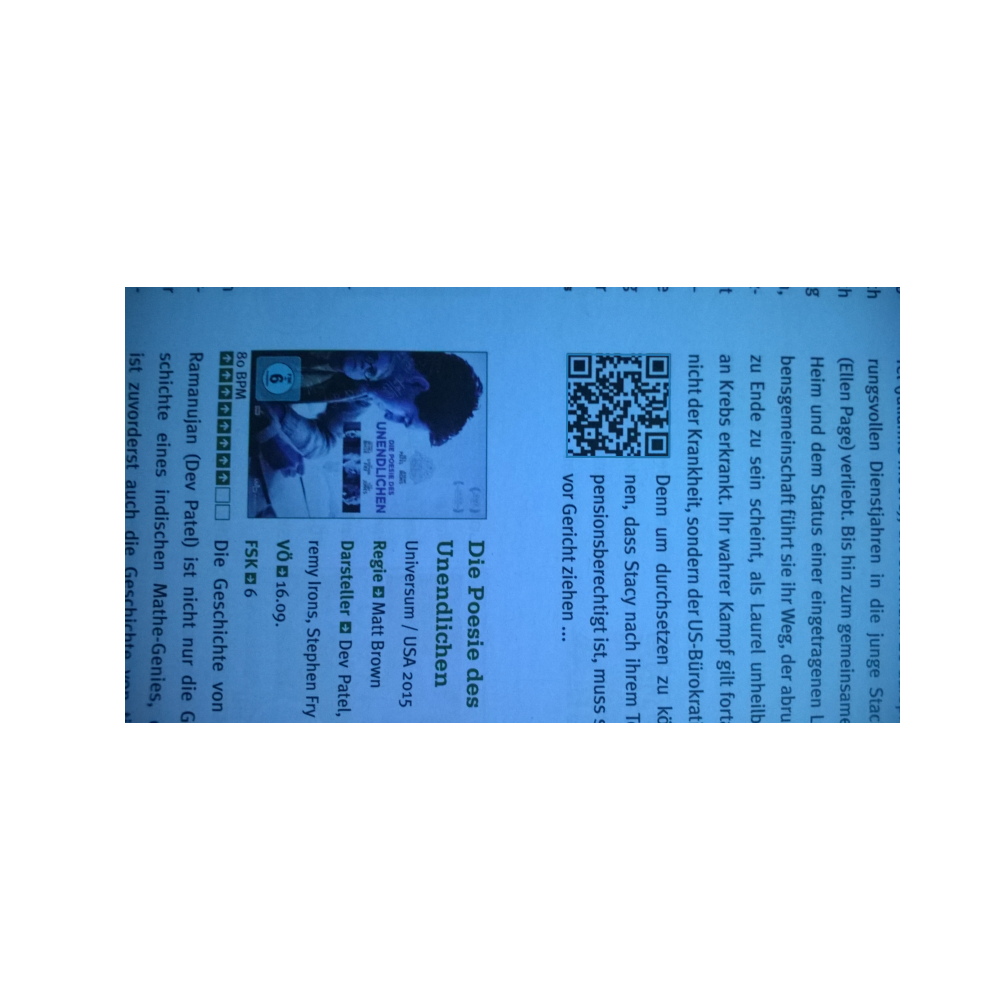 rungsvollen Dienstjahren in die junge Stac
(Ellen Page) verliebt. Bis hin zum gemeinsame
Heim und dem Status einer eingetragenen L
bensgemeinschaft führt sie ihr Weg, der abru
zu Ende zu sein scheint, als Laurel unheilb
an Krebs erkrankt. Ihr wahrer Kampf gilt fort
nicht der Krankheit, sondern der US-Bürokrat
Denn um durchsetzen zu kö
nen, dass Stacy nach ihrem T
pensionsberechtigt ist, muss s
vor Gericht ziehen ...
Die Poesie des
Unendlichen
Universum / USA 2015
Regie Matt Brown
Darsteller Dev Patel,
remy Irons, Stephen Fry
VÖ 16.09.
FSK 6
DIE POESIE DES
UNENDLICHEN
FSK
6
80 BPM
Die Geschichte von
Ramanujan (Dev Patel) ist nicht nur die G
schichte eines indischen Mathe-Genies,
ist zuvorderst auch die Geschichte von